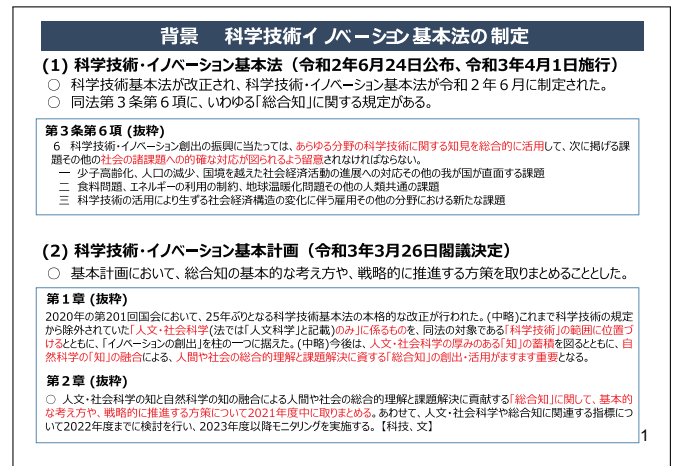 背景　科学技術イノベーション基本法の制定
(1) 科学技術・イノベーション基本法（令和2年6月24日公布、令和3年4月1日施行）
○ 科学技術基本法が改正され、科学技術・イノベーション基本法が令和２年６月に制定された。
○ 同法第３条第６項に、いわゆる「総合知」に関する規定がある。
第３条第６項 (抜粋)
６ 科学技術・イノベーション創出の振興に当たっては、あらゆる分野の科学技術に関する知見を総合的に活用して、次に掲げる課
題その他の社会の諸課題への的確な対応が図られるよう留意されなければならない。
一 少子高齢化、人口の減少、国境を越えた社会経済活動の進展への対応その他の我が国が直面する課題
二 食料問題、エネルギーの利用の制約、地球温暖化問題その他の人類共通の課題
三 科学技術の活用により生ずる社会経済構造の変化に伴う雇用その他の分野における新たな課題
(2) 科学技術・イノベーション基本計画（令和3年3月26日閣議決定）
○ 基本計画において、総合知の基本的な考え方や、戦略的に推進する方策を取りまとめることとした。
第１章 (抜粋)
2020年の第201回国会において、25年ぶりとなる科学技術基本法の本格的な改正が行われた。(中略)これまで科学技術の規定
から除外されていた「人文・社会科学(法では「人文科学」と記載)のみ」に係るものを、同法の対象である「科学技術」の範囲に位置づ
けるとともに、「イノベーションの創出」を柱の一つに据えた。(中略)今後は、人文・社会科学の厚みのある「知」の蓄積を図るとともに、自
然科学の「知」の融合による、人間や社会の総合的理解と課題解決に資する「総合知」の創出・活用がますます重要となる。
第２章 (抜粋)
○ 人文・社会科学の知と自然科学の知の融合による人間や社会の総合的理解と課題解決に貢献する「総合知」に関して、基本的
な考え方や、戦略的に推進する方策について2021年度中に取りまとめる。あわせて、人文・社会科学や総合知に関連する指標につ
いて2022年度までに検討を行い、2023年度以降モニタリングを実施する。【科技、文】
1